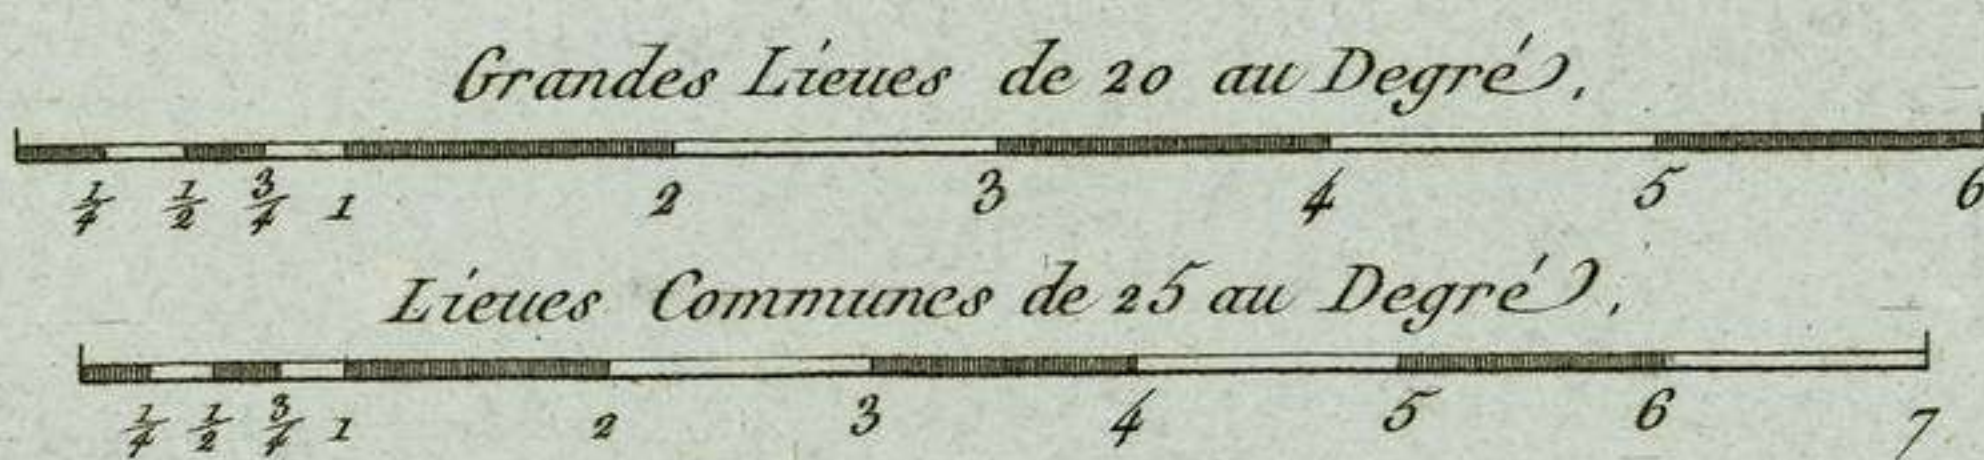 Grandes Lieues de 20 au Degré.
1/4 1/2 3/4 1 2 3 4 5 6
Lieues Communes de 25 au Degré.
1/4 1/2 3/4 1 2 3 4 5 6 7